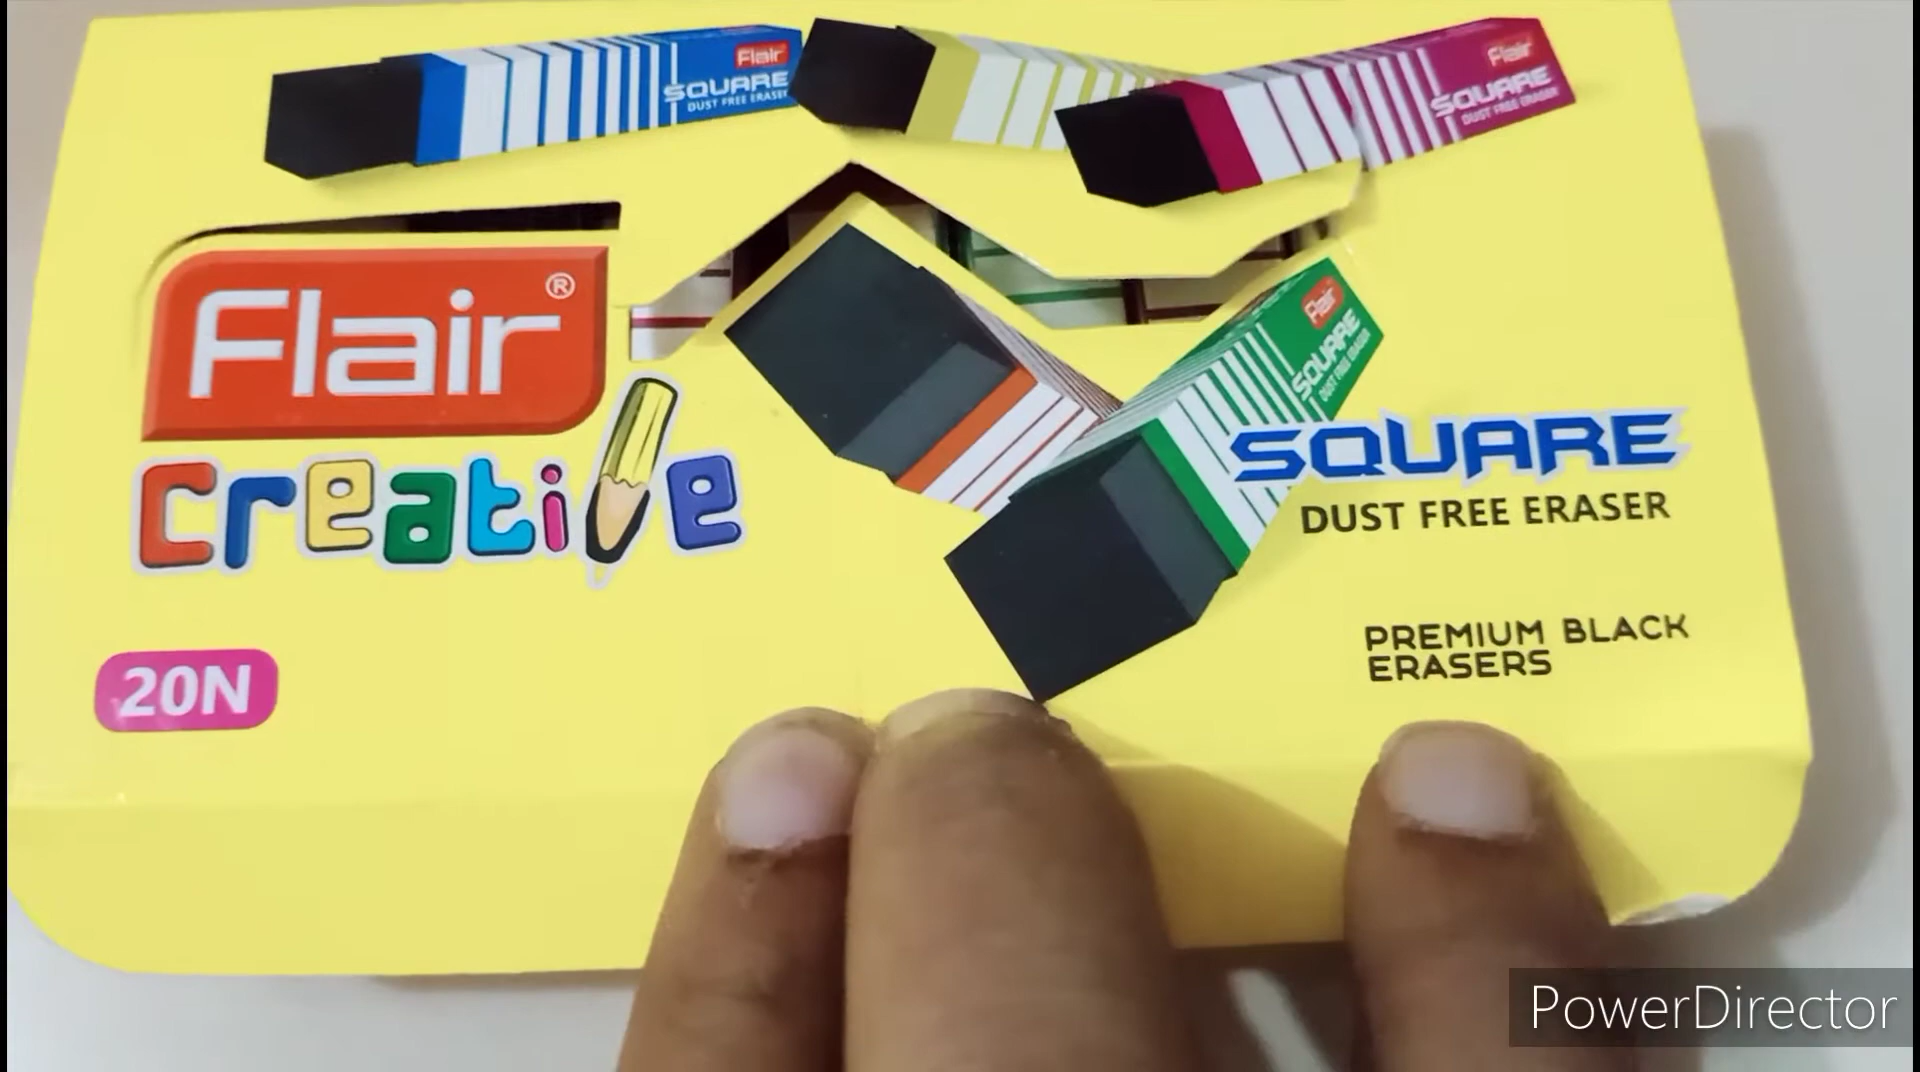 Flair
SQUARE
DUST FREE ERASER
Flair
SQUARE
DUST FREE ERASER
Flair®
Creative
Flair
SQUARE
DUST FREE ERASER
SQUARE
DUST FREE ERASER
PREMIUM BLACK
ERASERS
20N
PowerDirector